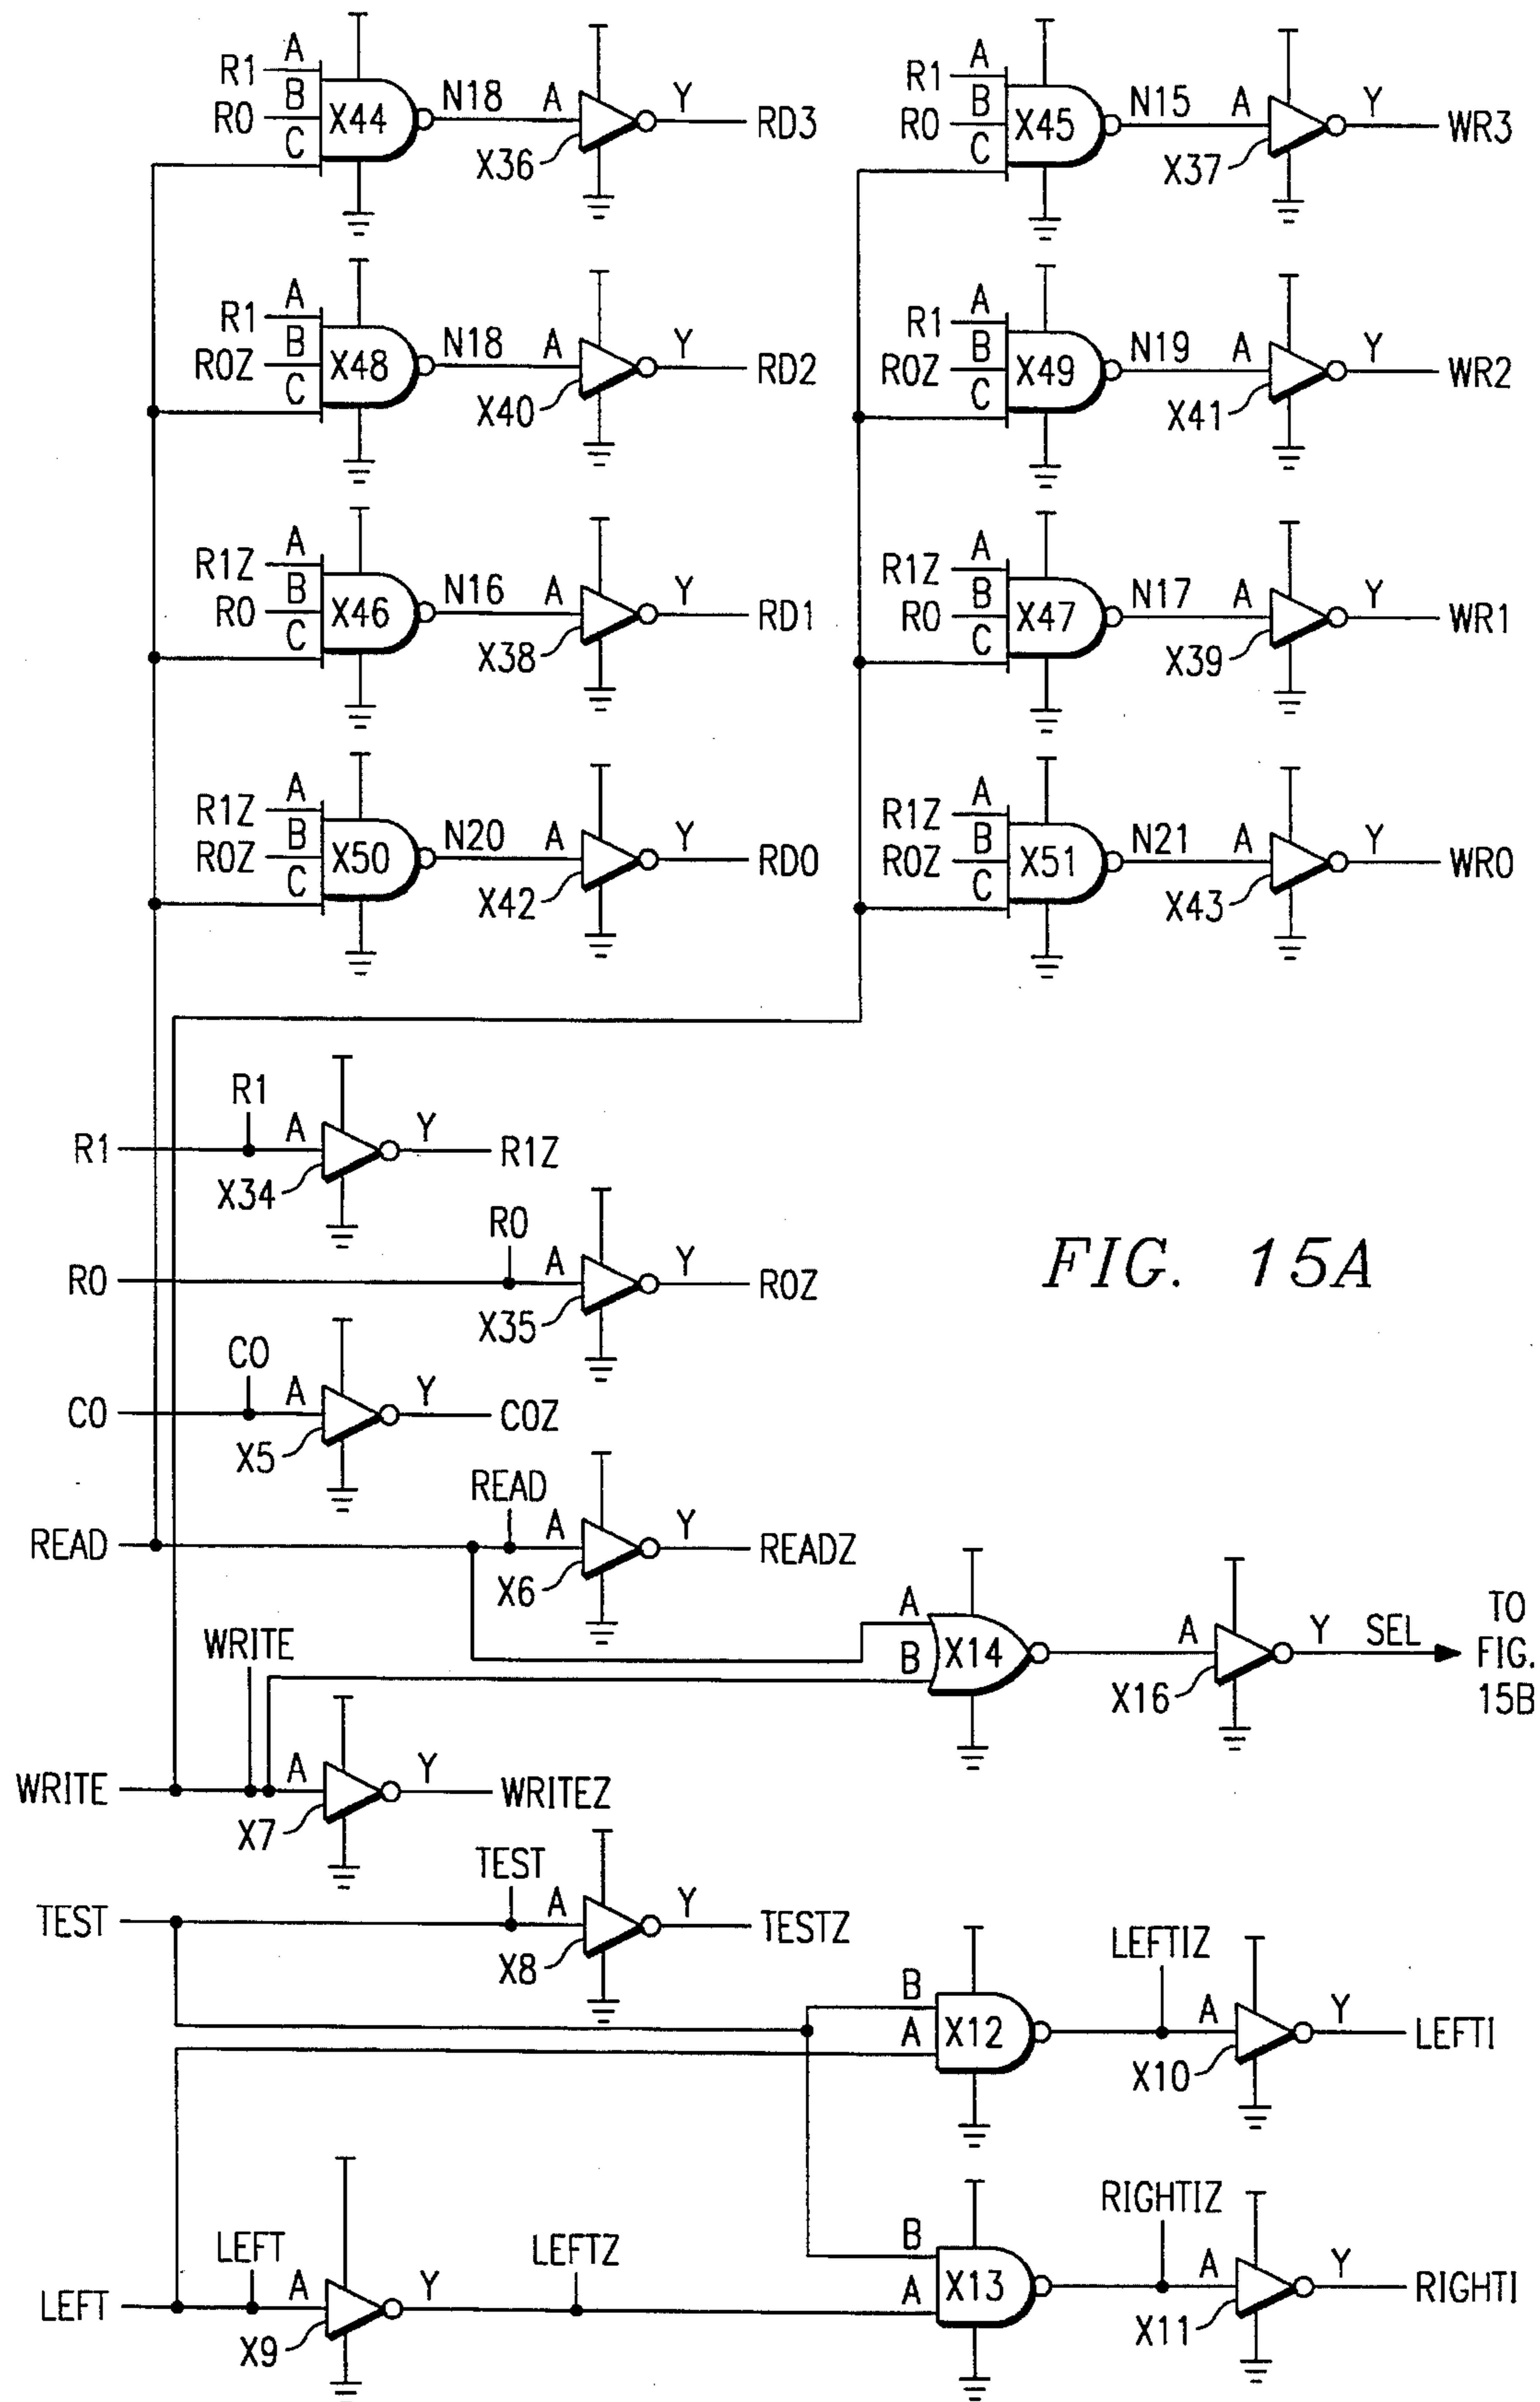 A A
R1 N18 A Y R1 N15 A Y
B B
R0 X44 RD3 R0 X45 WR3
C C
X36 X37
A A
R1 N18 A Y R1 N19 A Y
B B
R0Z X48 RD2 R0Z X49 WR2
C C
X40 X41
A A
R1Z N16 A Y R1Z N17 A Y
B B
R0 X46 RD1 R0 X47 WR1
C C
X38 X39
A A
R1Z N20 A Y R1Z N21 A Y
B B
R0Z X50 RD0 R0Z X51 WR0
C C
X42 X43
R1
A Y
R1 R1Z
X34
R0
A Y
R0 R0Z
X35
FIG. 15A
C0
A Y
C0 C0Z
X5
READ
A Y
READ READZ
X6
A A Y SEL TO
B X14 FIG.
X16 15B
WRITE
A Y
WRITE WRITEZ
X7
TEST
A Y
TEST TESTZ
X8
LEFTIZ
B A Y
A X12 LEFTI
X10
RIGHTIZ
LEFT LEFTZ B A Y
A Y A X13 RIGHTI
LEFT X11
X9